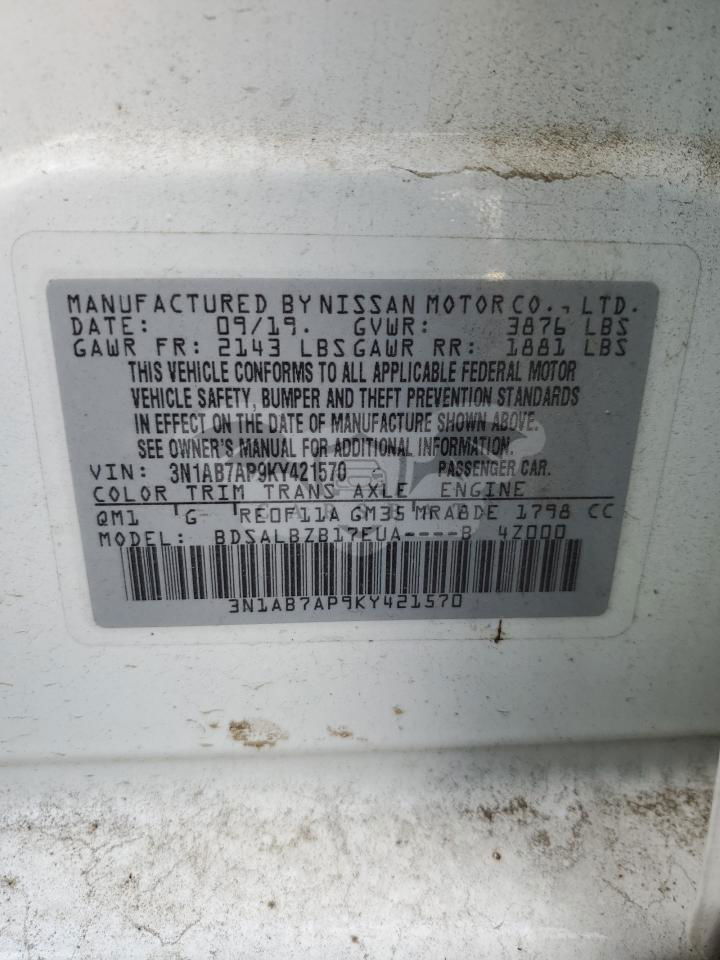 MANUFACTURED BY NISSAN MOTOR CO., LTD.
DATE: 09/19. GVWR: 3876 LBS
GAWR FR: 2143 LBS GAWR RR: 1881 LBS
THIS VEHICLE CONFORMS TO ALL APPLICABLE FEDERAL MOTOR
VEHICLE SAFETY, BUMPER AND THEFT PREVENTION STANDARDS
IN EFFECT ON THE DATE OF MANUFACTURE SHOWN ABOVE.
SEE OWNER'S MANUAL FOR ADDITIONAL INFORMATION.
VIN: 3N1AB7AP9KY421570 PASSENGER CAR.
COLOR TRIM TRANS AXLE ENGINE
QM1 G RE0F11A GM35 MRA8DE 1798 CC
MODEL: BDSALBZB17EUA----B 4Z000
3N1AB7AP9KY421570